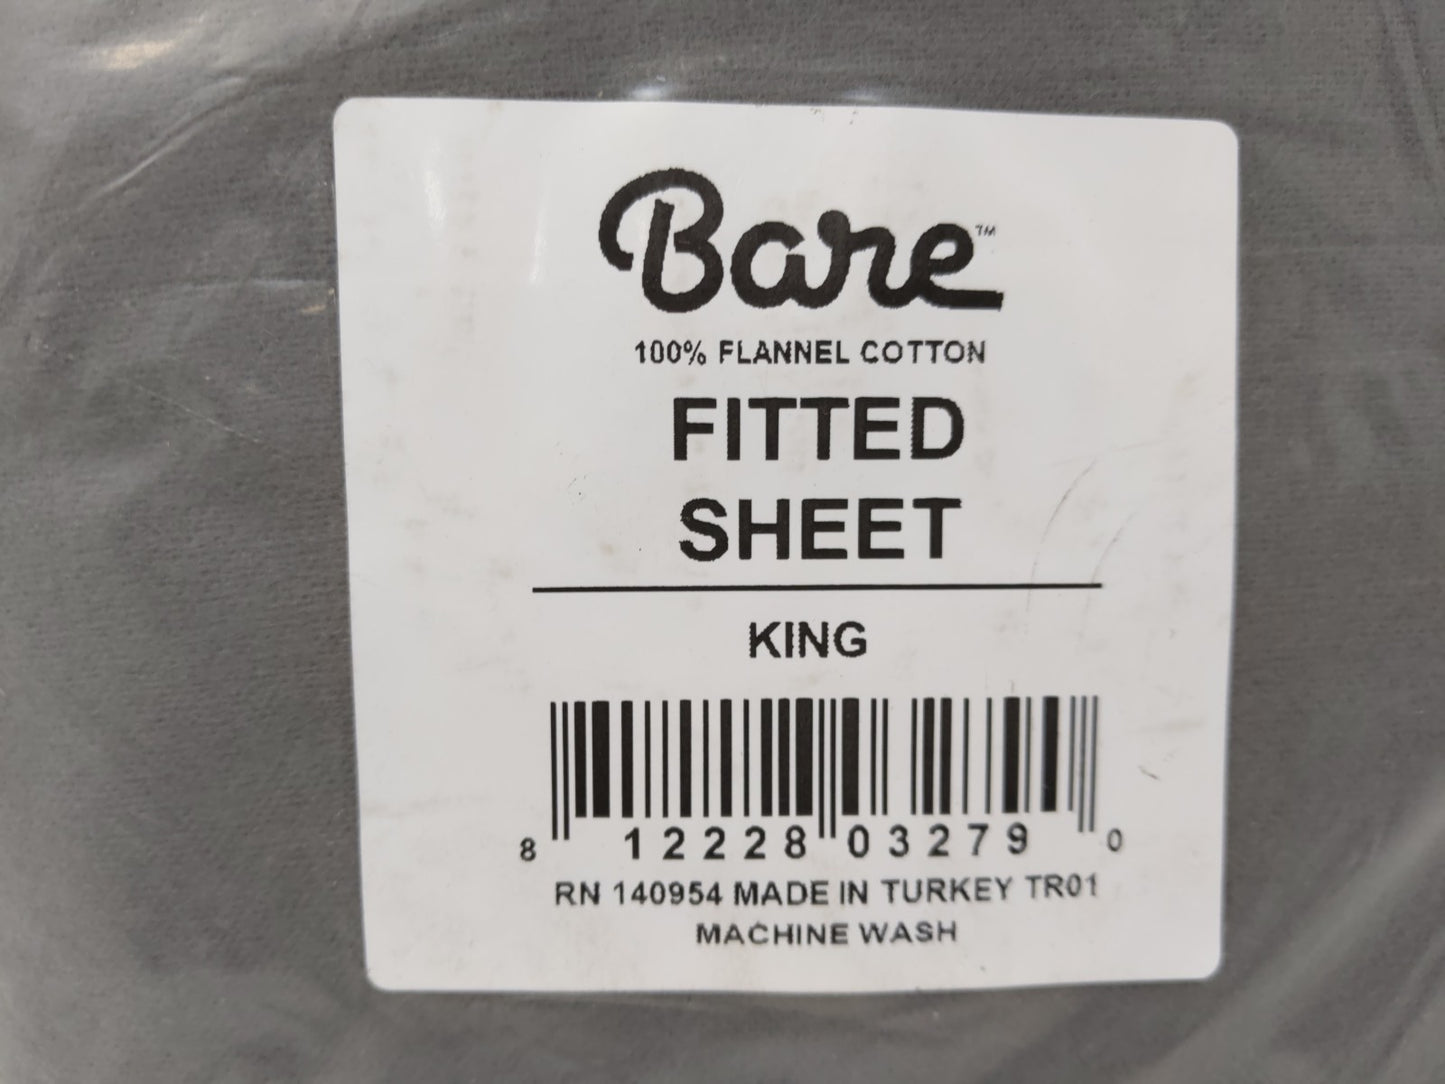 Bare™
100% FLANNEL COTTON
FITTED
SHEET
KING
8 12228 03279 0
RN 140954 MADE IN TURKEY TR01
MACHINE WASH